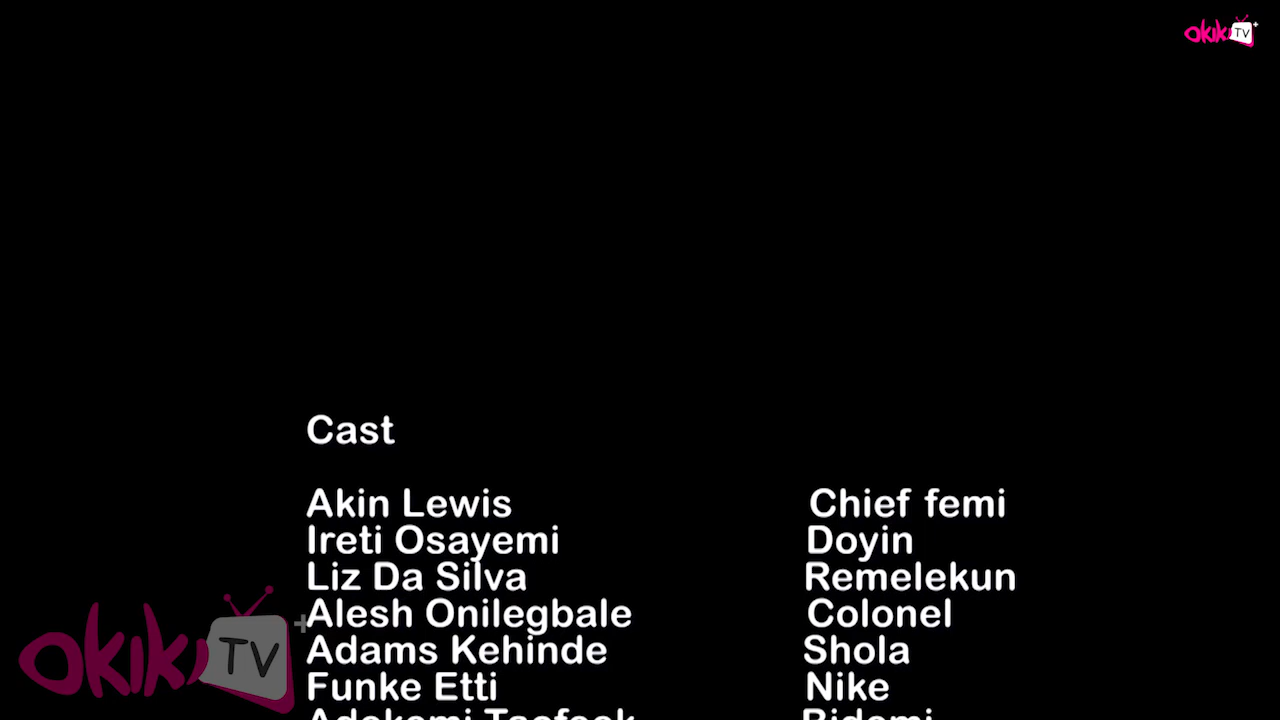 OKIKI TV+
Cast
Akin Lewis Chief femi
Ireti Osayemi Doyin
Liz Da Silva Remelekun
Alesh Onilegbale Colonel
Adams Kehinde Shola
Funke Etti Nike
OKIKI TV+